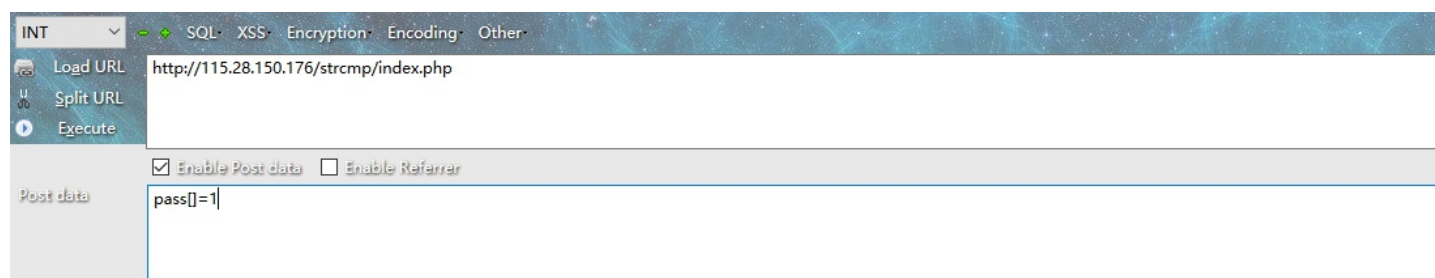 INT SQL XSS Encryption Encoding Other
Load URL http://115.28.150.176/strcmp/index.php
Split URL
Execute
Enable Post data Enable Referrer
Post data pass[]=1